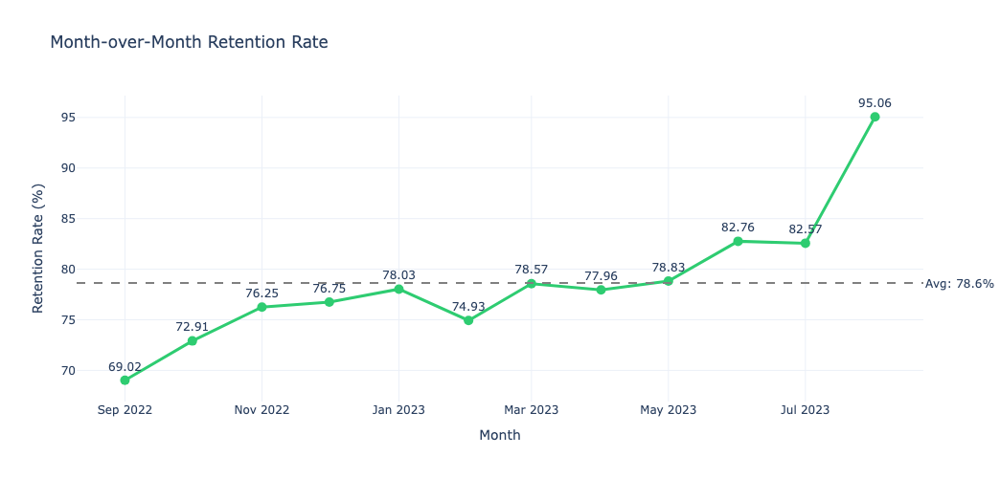 Month-over-Month Retention Rate
Retention Rate (%)
95
90
85
80
75
70
69.02
72.91
76.25
76.75
78.03
74.93
78.57
77.96
78.83
82.76
82.57
95.06
Avg: 78.6%
Sep 2022
Nov 2022
Jan 2023
Mar 2023
May 2023
Jul 2023
Month